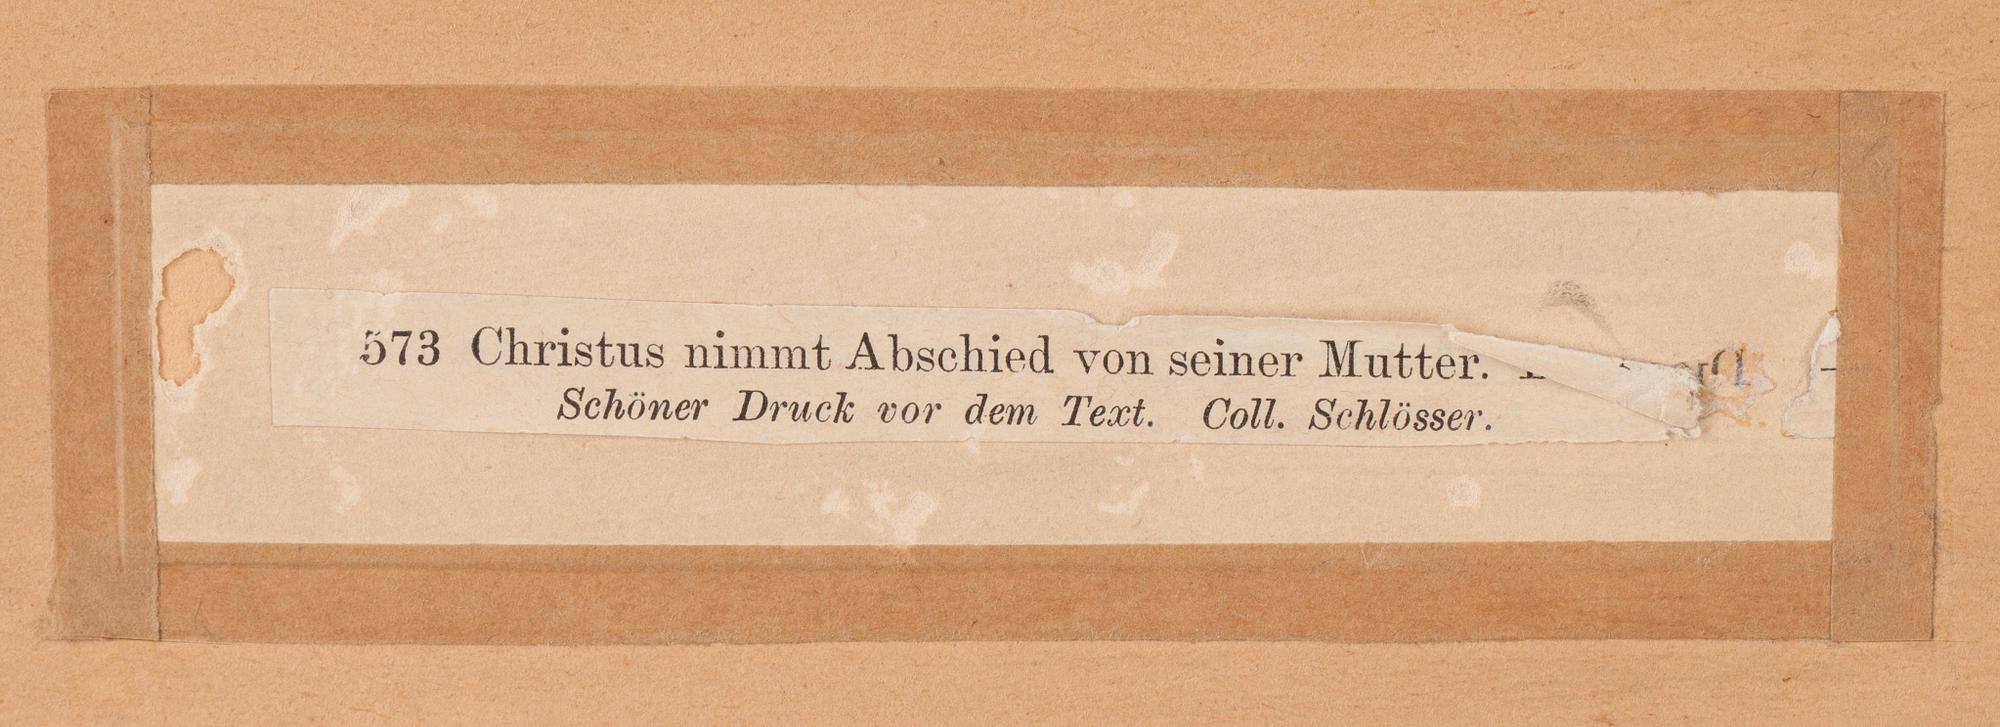 573 Christus nimmt Abschied von seiner Mutter.
Schöner Druck vor dem Text. Coll. Schlösser.